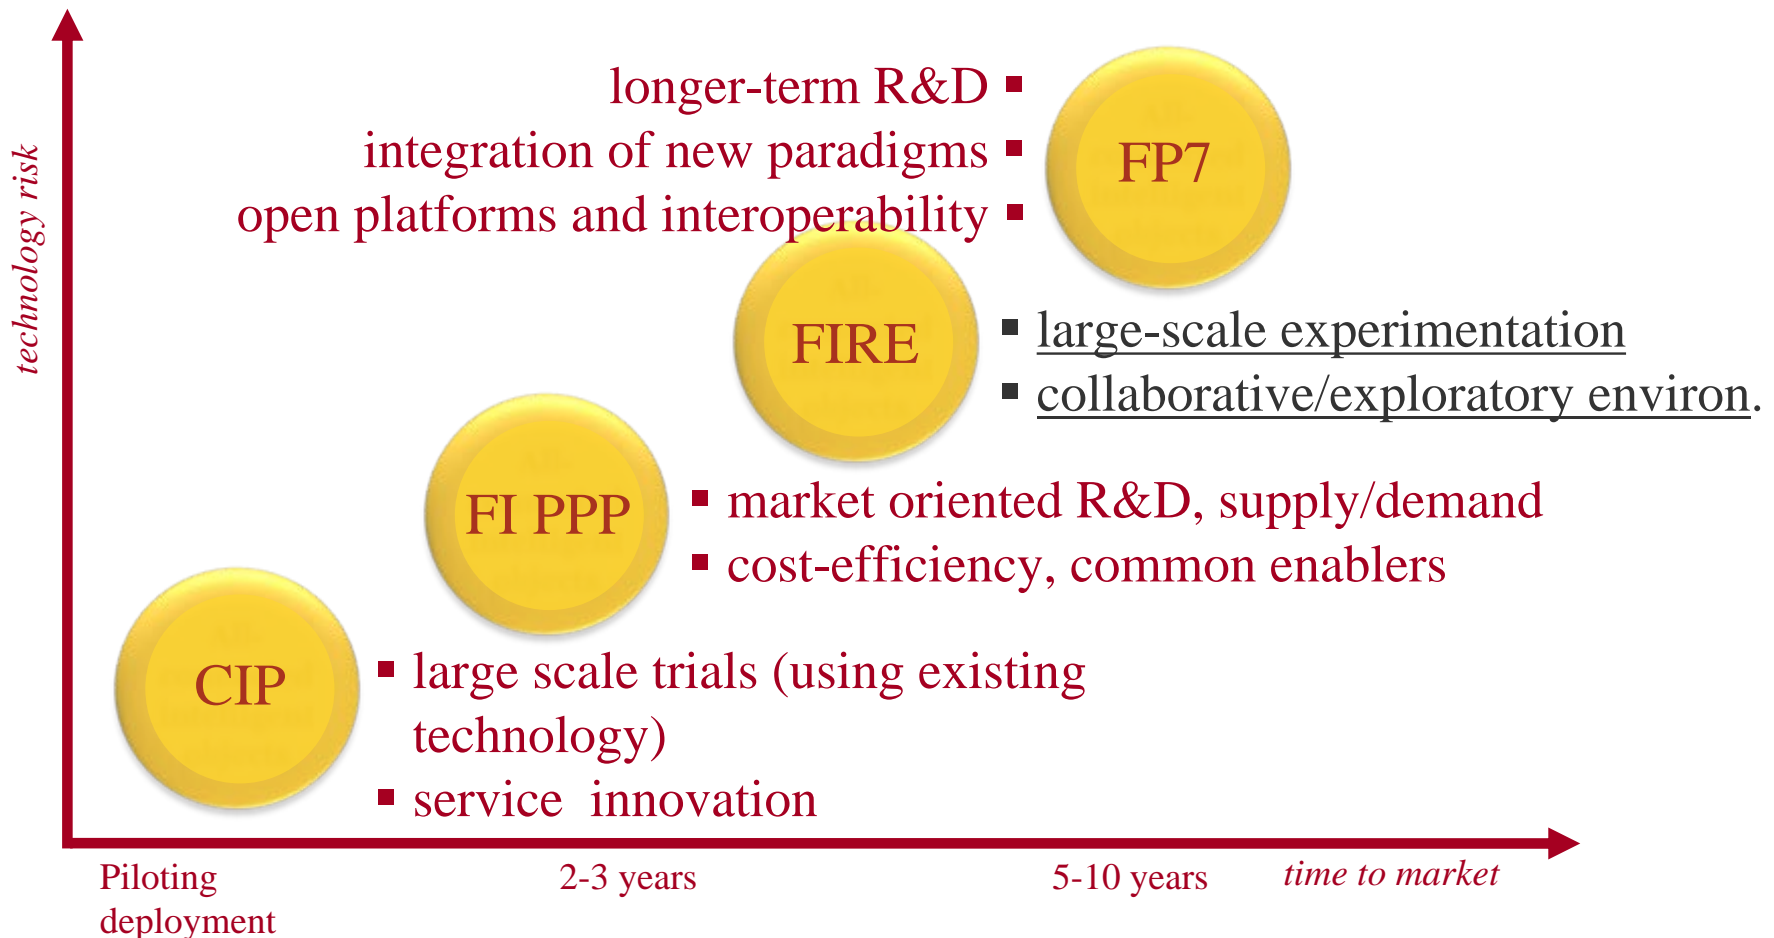 longer-term R&D ▪
integration of new paradigms ▪
open platforms and interoperability ▪
FP7
technology risk
FIRE
▪ large-scale experimentation
▪ collaborative/exploratory environ.
FI PPP
▪ market oriented R&D, supply/demand
▪ cost-efficiency, common enablers
CIP
▪ large scale trials (using existing
technology)
▪ service innovation
Piloting
deployment
2-3 years
5-10 years
time to market